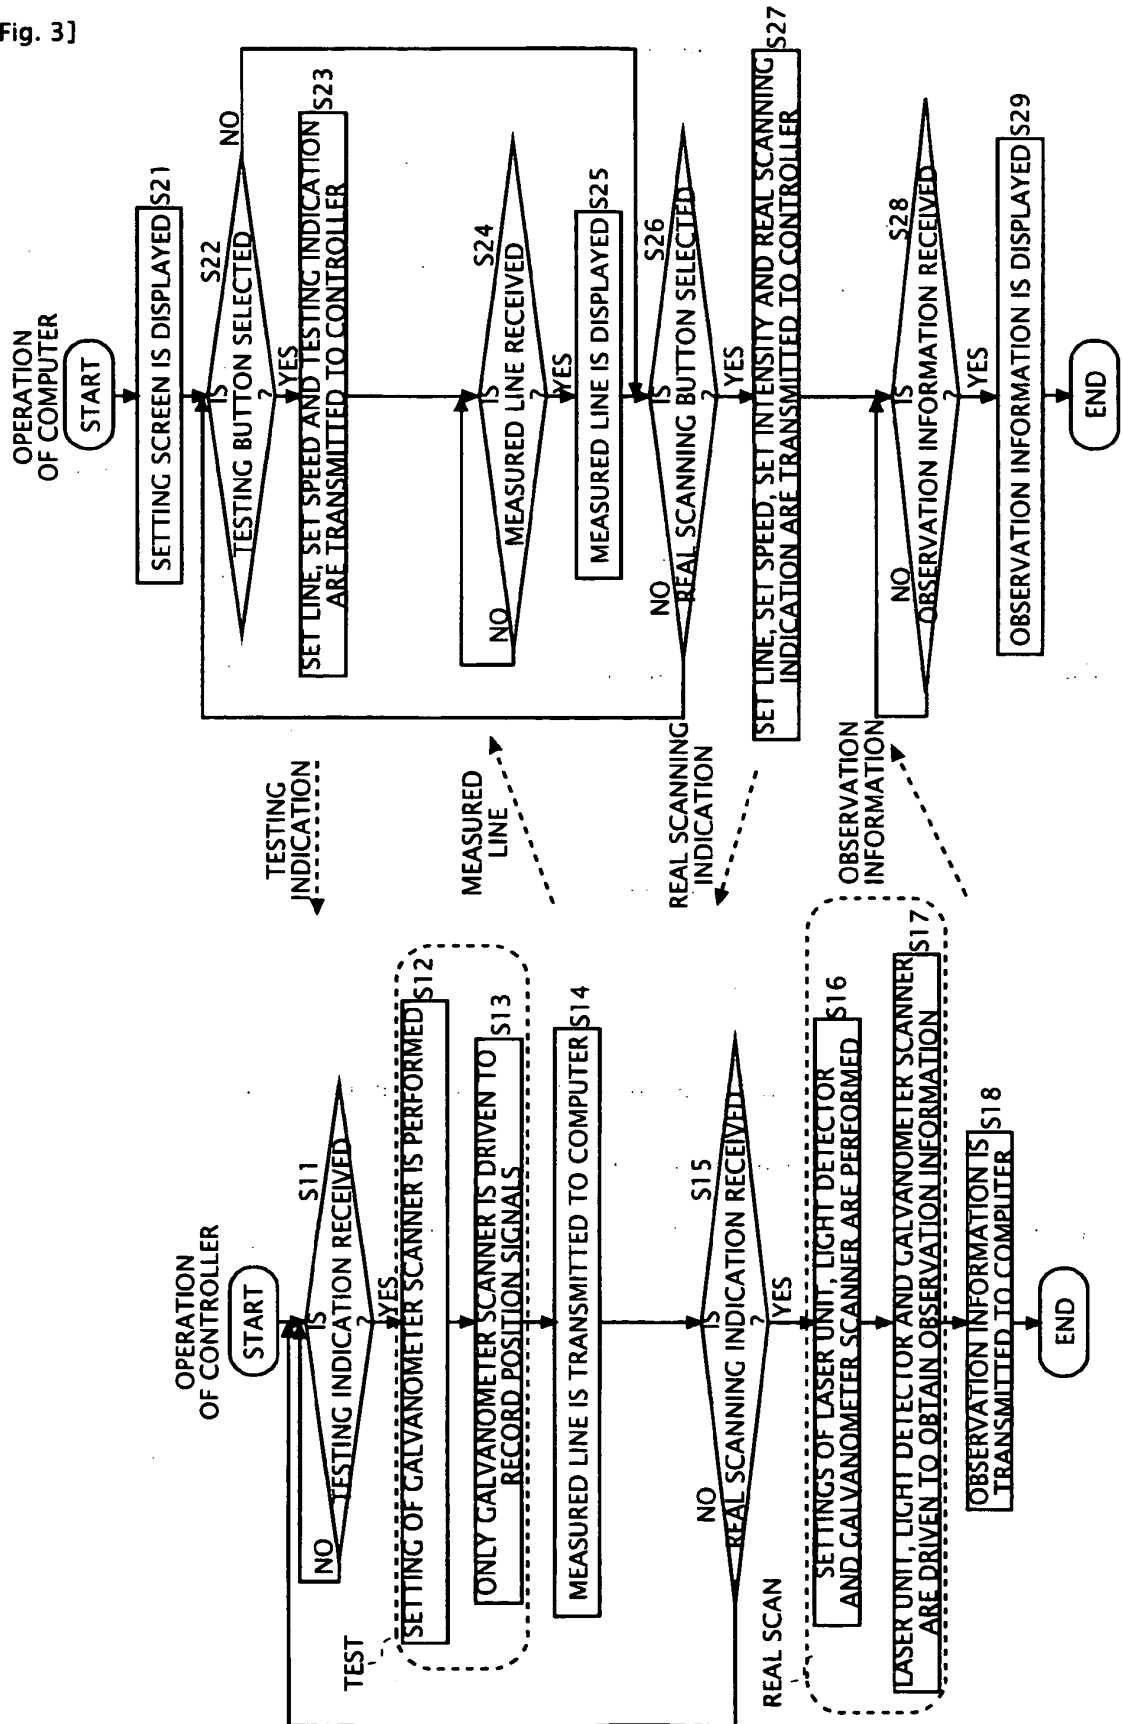 Fig. 3]
OPERATION
OF COMPUTER
START
SETTING SCREEN IS DISPLAYED
S21
S22
IS
TESTING BUTTON SELECTED
?
NO
YES
SET LINE, SET SPEED AND TESTING INDICATION
ARE TRANSMITTED TO CONTROLLER
S23
S24
IS
MEASURED LINE RECEIVED
?
NO
YES
MEASURED LINE IS DISPLAYED
S25
S26
IS
REAL SCANNING BUTTON SELECTED
?
NO
YES
SET LINE, SET SPEED, SET INTENSITY AND REAL SCANNING
INDICATION ARE TRANSMITTED TO CONTROLLER
S27
S28
IS
OBSERVATION INFORMATION RECEIVED
?
NO
YES
OBSERVATION INFORMATION IS DISPLAYED
S29
END
TESTING
INDICATION
MEASURED
LINE
REAL SCANNING
INDICATION
OBSERVATION
INFORMATION
OPERATION
OF CONTROLLER
START
S11
IS
TESTING INDICATION RECEIVED
?
NO
YES
TEST
SETTING OF GALVANOMETER SCANNER IS PERFORMED
S12
ONLY GALVANOMETER SCANNER IS DRIVEN TO
RECORD POSITION SIGNALS
S13
MEASURED LINE IS TRANSMITTED TO COMPUTER
S14
S15
IS
REAL SCANNING INDICATION RECEIVED
?
NO
YES
REAL SCAN
SETTINGS OF LASER UNIT, LIGHT DETECTOR
AND GALVANOMETER SCANNER ARE PERFORMED
S16
LASER UNIT, LIGHT DETECTOR AND GALVANOMETER SCANNER
ARE DRIVEN TO OBTAIN OBSERVATION INFORMATION
S17
OBSERVATION INFORMATION IS
TRANSMITTED TO COMPUTER
S18
END